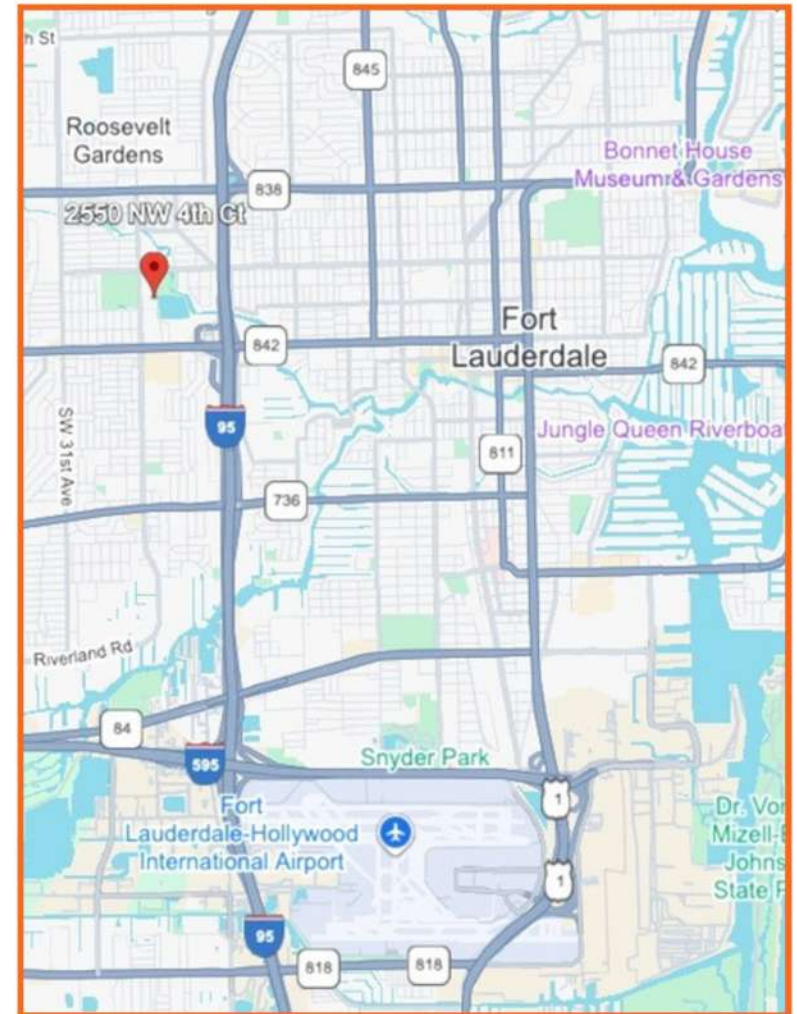 h St
845
Roosevelt
Gardens
Bonnet House
Museum & Gardens
838
2550 NW 4th Ct
Fort
Lauderdale
842
842
SW 31st Ave
95
Jungle Queen Riverboa
811
736
Riverland Rd
84
595
Snyder Park
1
Fort
Lauderdale-Hollywood
International Airport
Dr. Vo
Mizell-E
Johns
State P
1
95
818
818